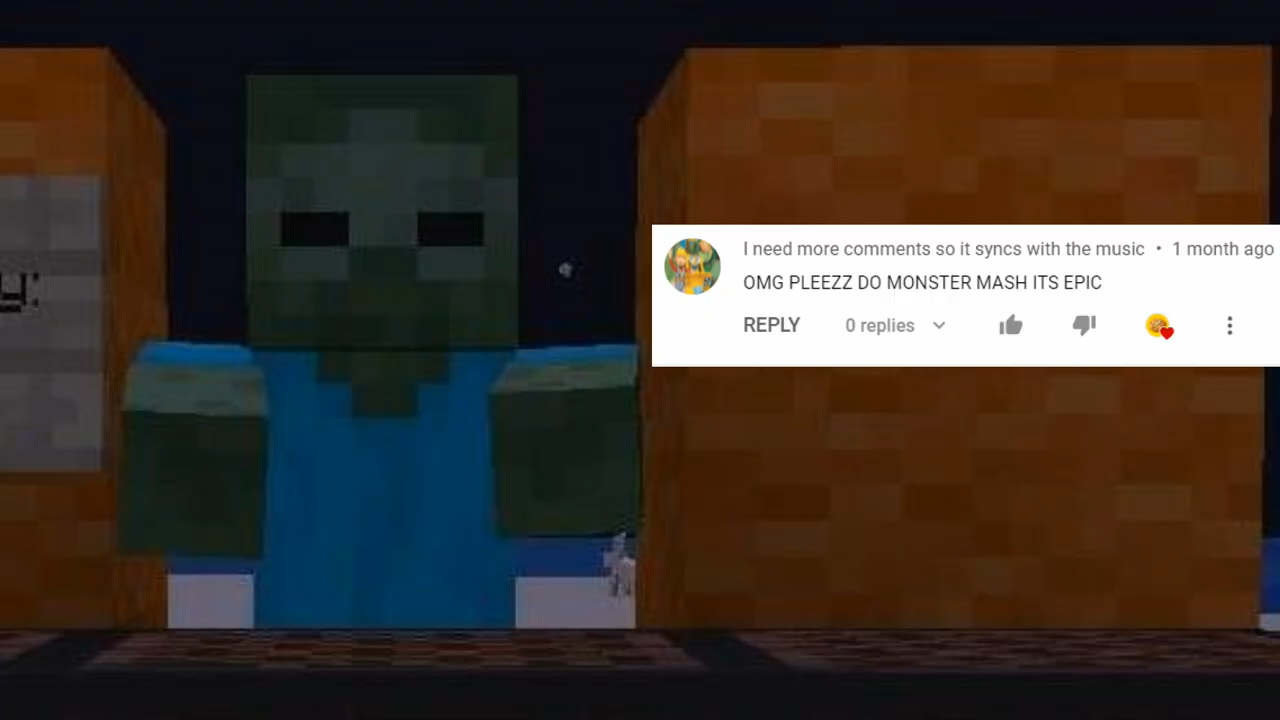 I need more comments so it syncs with the music • 1 month ago
OMG PLEEZZ DO MONSTER MASH ITS EPIC
REPLY 0 replies